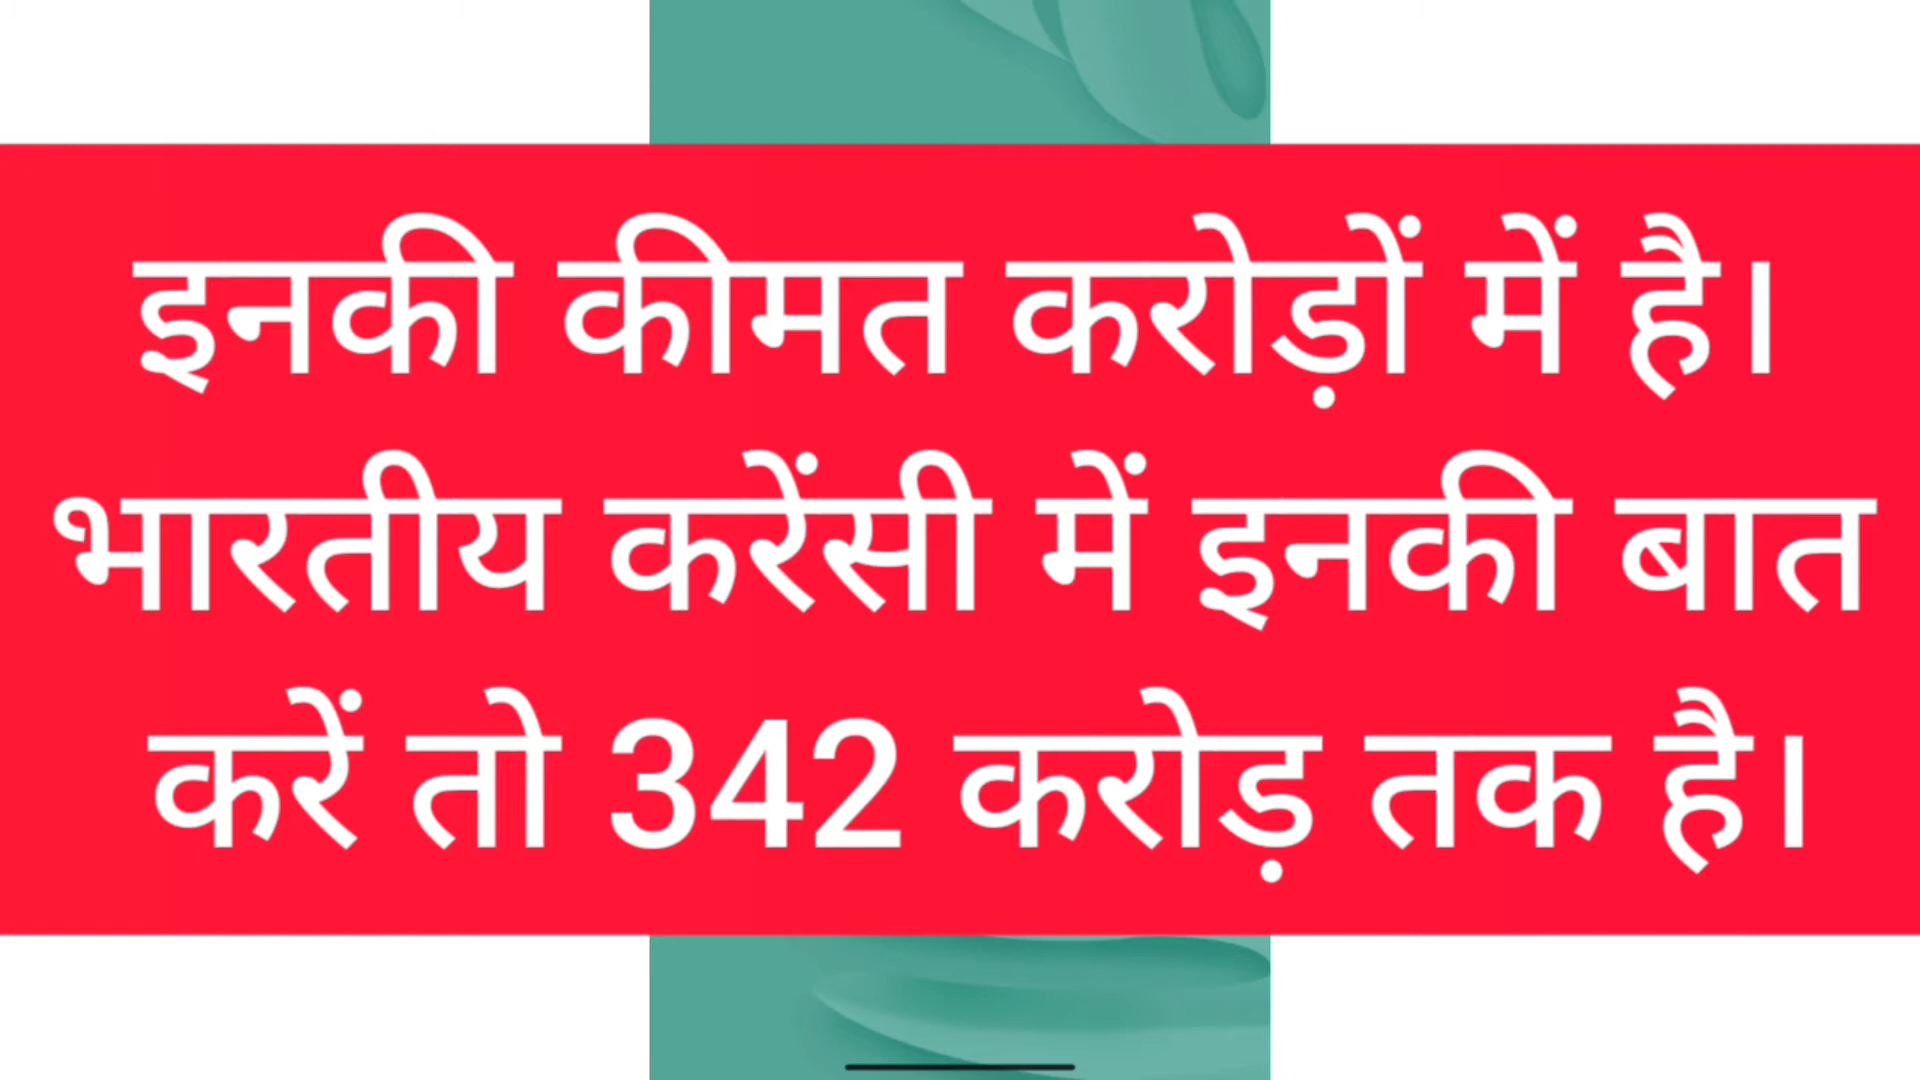 इनकी कीमत करोड़ों में है।
भारतीय करेंसी में इनकी बात
करें तो 342 करोड़ तक है।